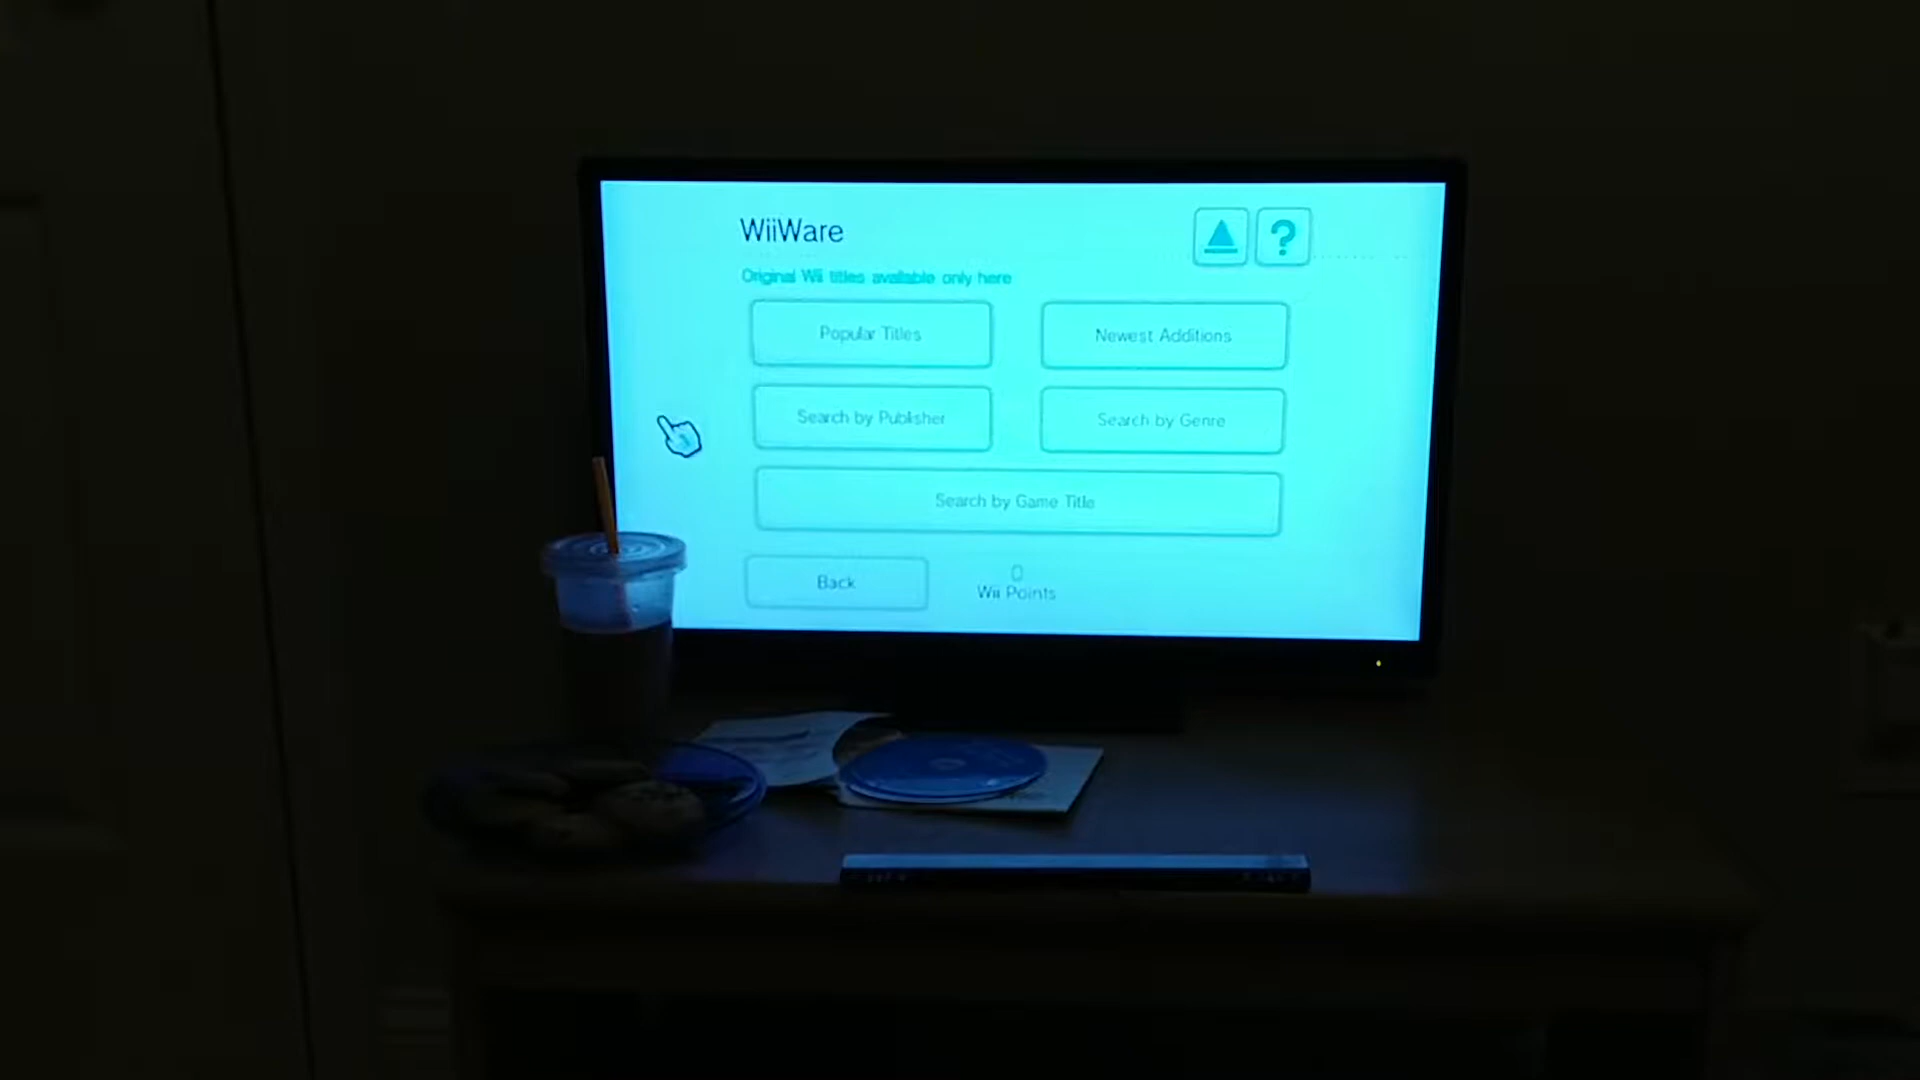 WiiWare
?
Original Wii titles available only here
Popular Titles
Newest Additions
Search by Publisher
Search by Genre
Search by Game Title
Back
0
Wii Points